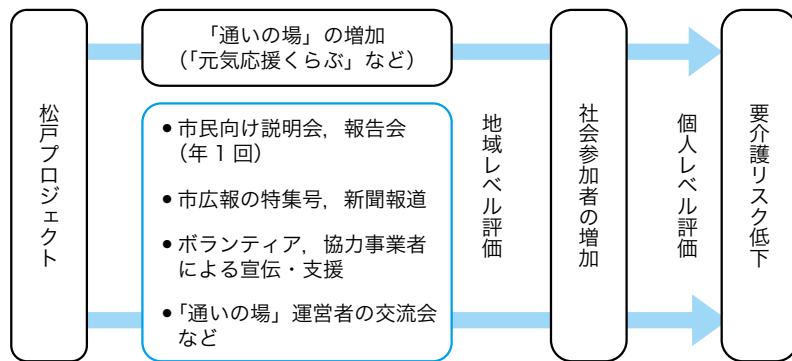 松戸プロジェクト
「通いの場」の増加
（「元気応援くらぶ」など）
●市民向け説明会，報告会
（年１回）
●市広報の特集号，新聞報道
●ボランティア，協力事業者
による宣伝・支援
●「通いの場」運営者の交流会
など
地域レベル評価
社会参加者の増加
個人レベル評価
要介護リスク低下